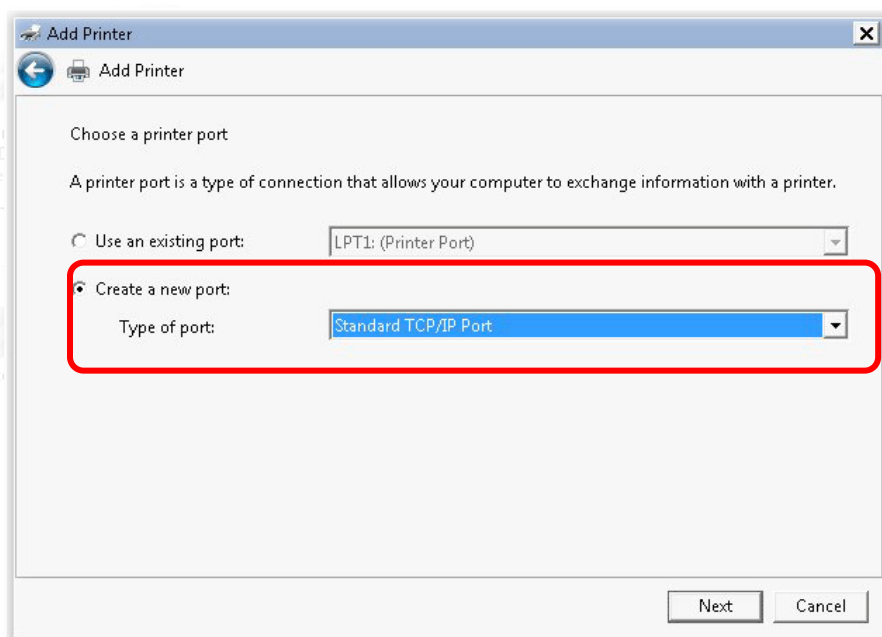 Add Printer
Add Printer
Choose a printer port
A printer port is a type of connection that allows your computer to exchange information with a printer.
Use an existing port: LPT1: (Printer Port)
Create a new port:
Type of port: Standard TCP/IP Port
Next Cancel